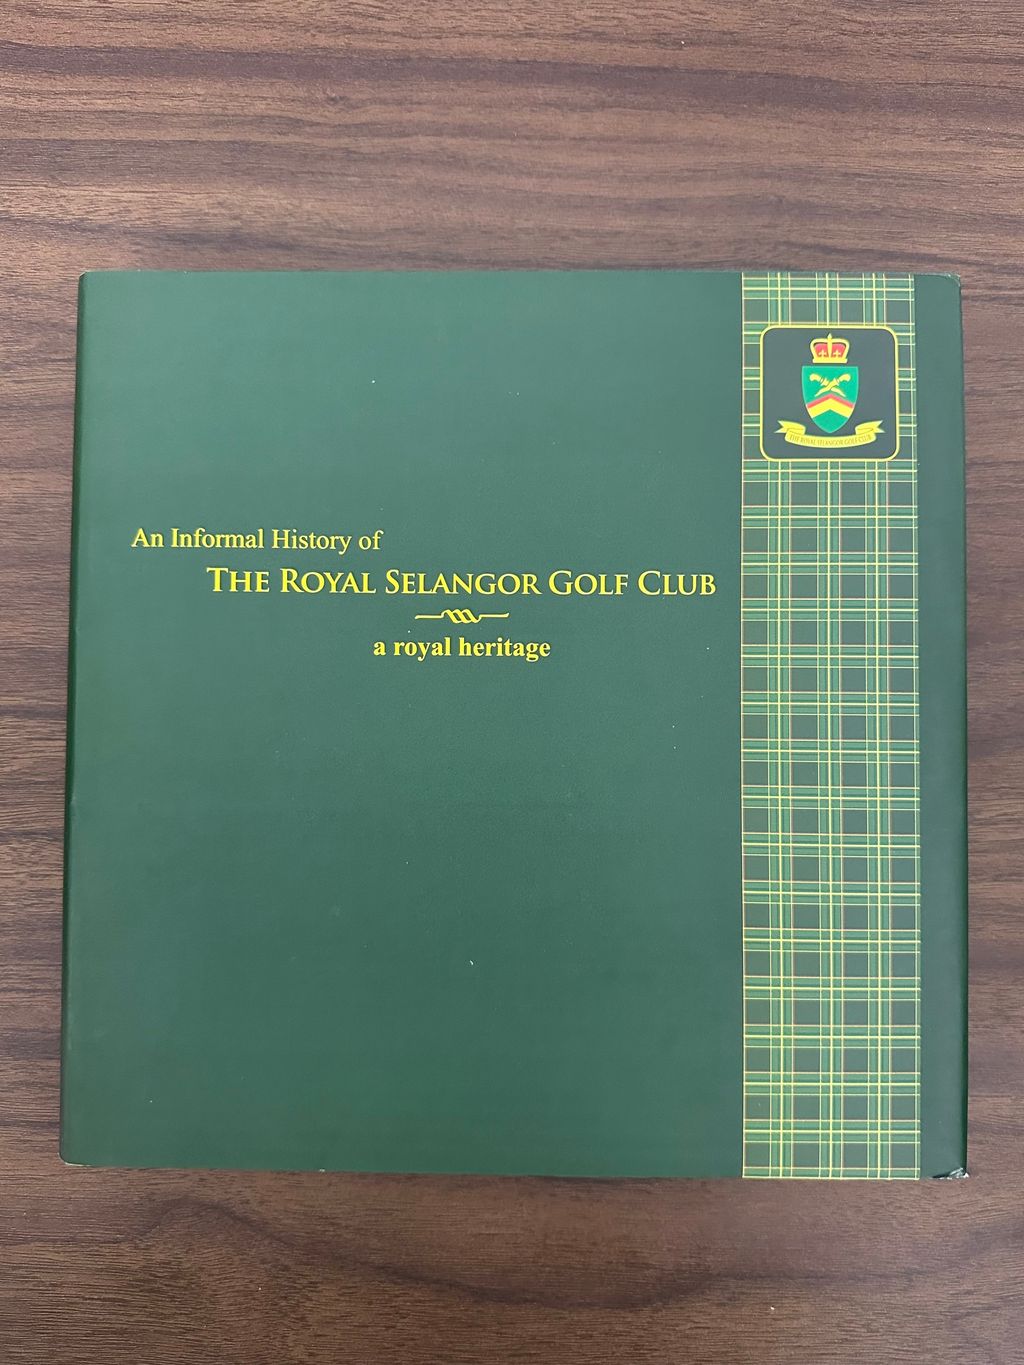 THE ROYAL SELANGOR GOLF CLUB
An Informal History of
THE ROYAL SELANGOR GOLF CLUB
a royal heritage